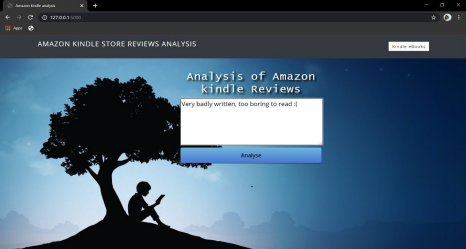 Amazon kindle analysis
127.0.0.1:5000
Apps
AMAZON KINDLE STORE REVIEWS ANALYSIS
Kindle eBooks
Analysis of Amazon
kindle Reviews
Very badly written, too boring to read :(
Analyse